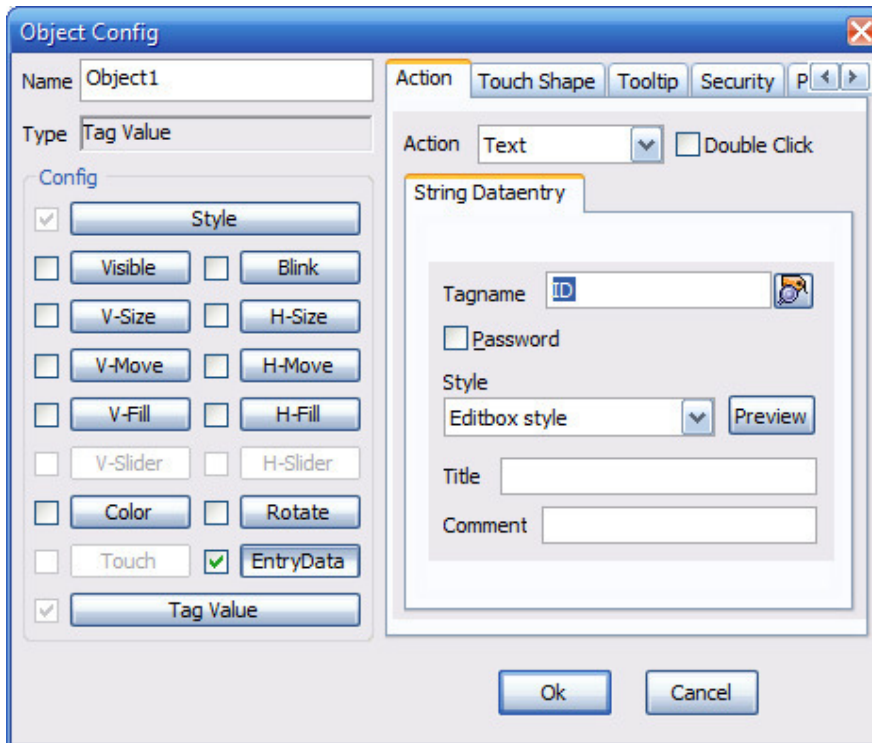 Object Config
Name Object1
Type Tag Value
Config
Style
Visible Blink
V-Size H-Size
V-Move H-Move
V-Fill H-Fill
V-Slider H-Slider
Color Rotate
Touch EntryData
Tag Value
Action Touch Shape Tooltip Security P
Action Text Double Click
String Dataentry
Tagname ID
Password
Style
Editbox style Preview
Title
Comment
Ok Cancel